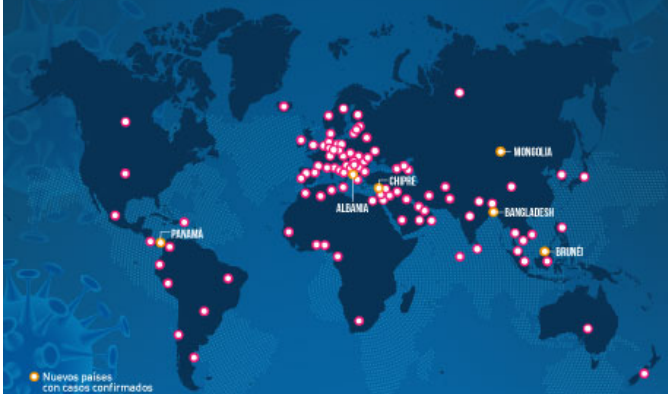 MONGOLIA
CHIPRE
ALBANIA
BANGLADESH
PANAMÁ
BRUNÉI
Nuevos países
con casos confirmados